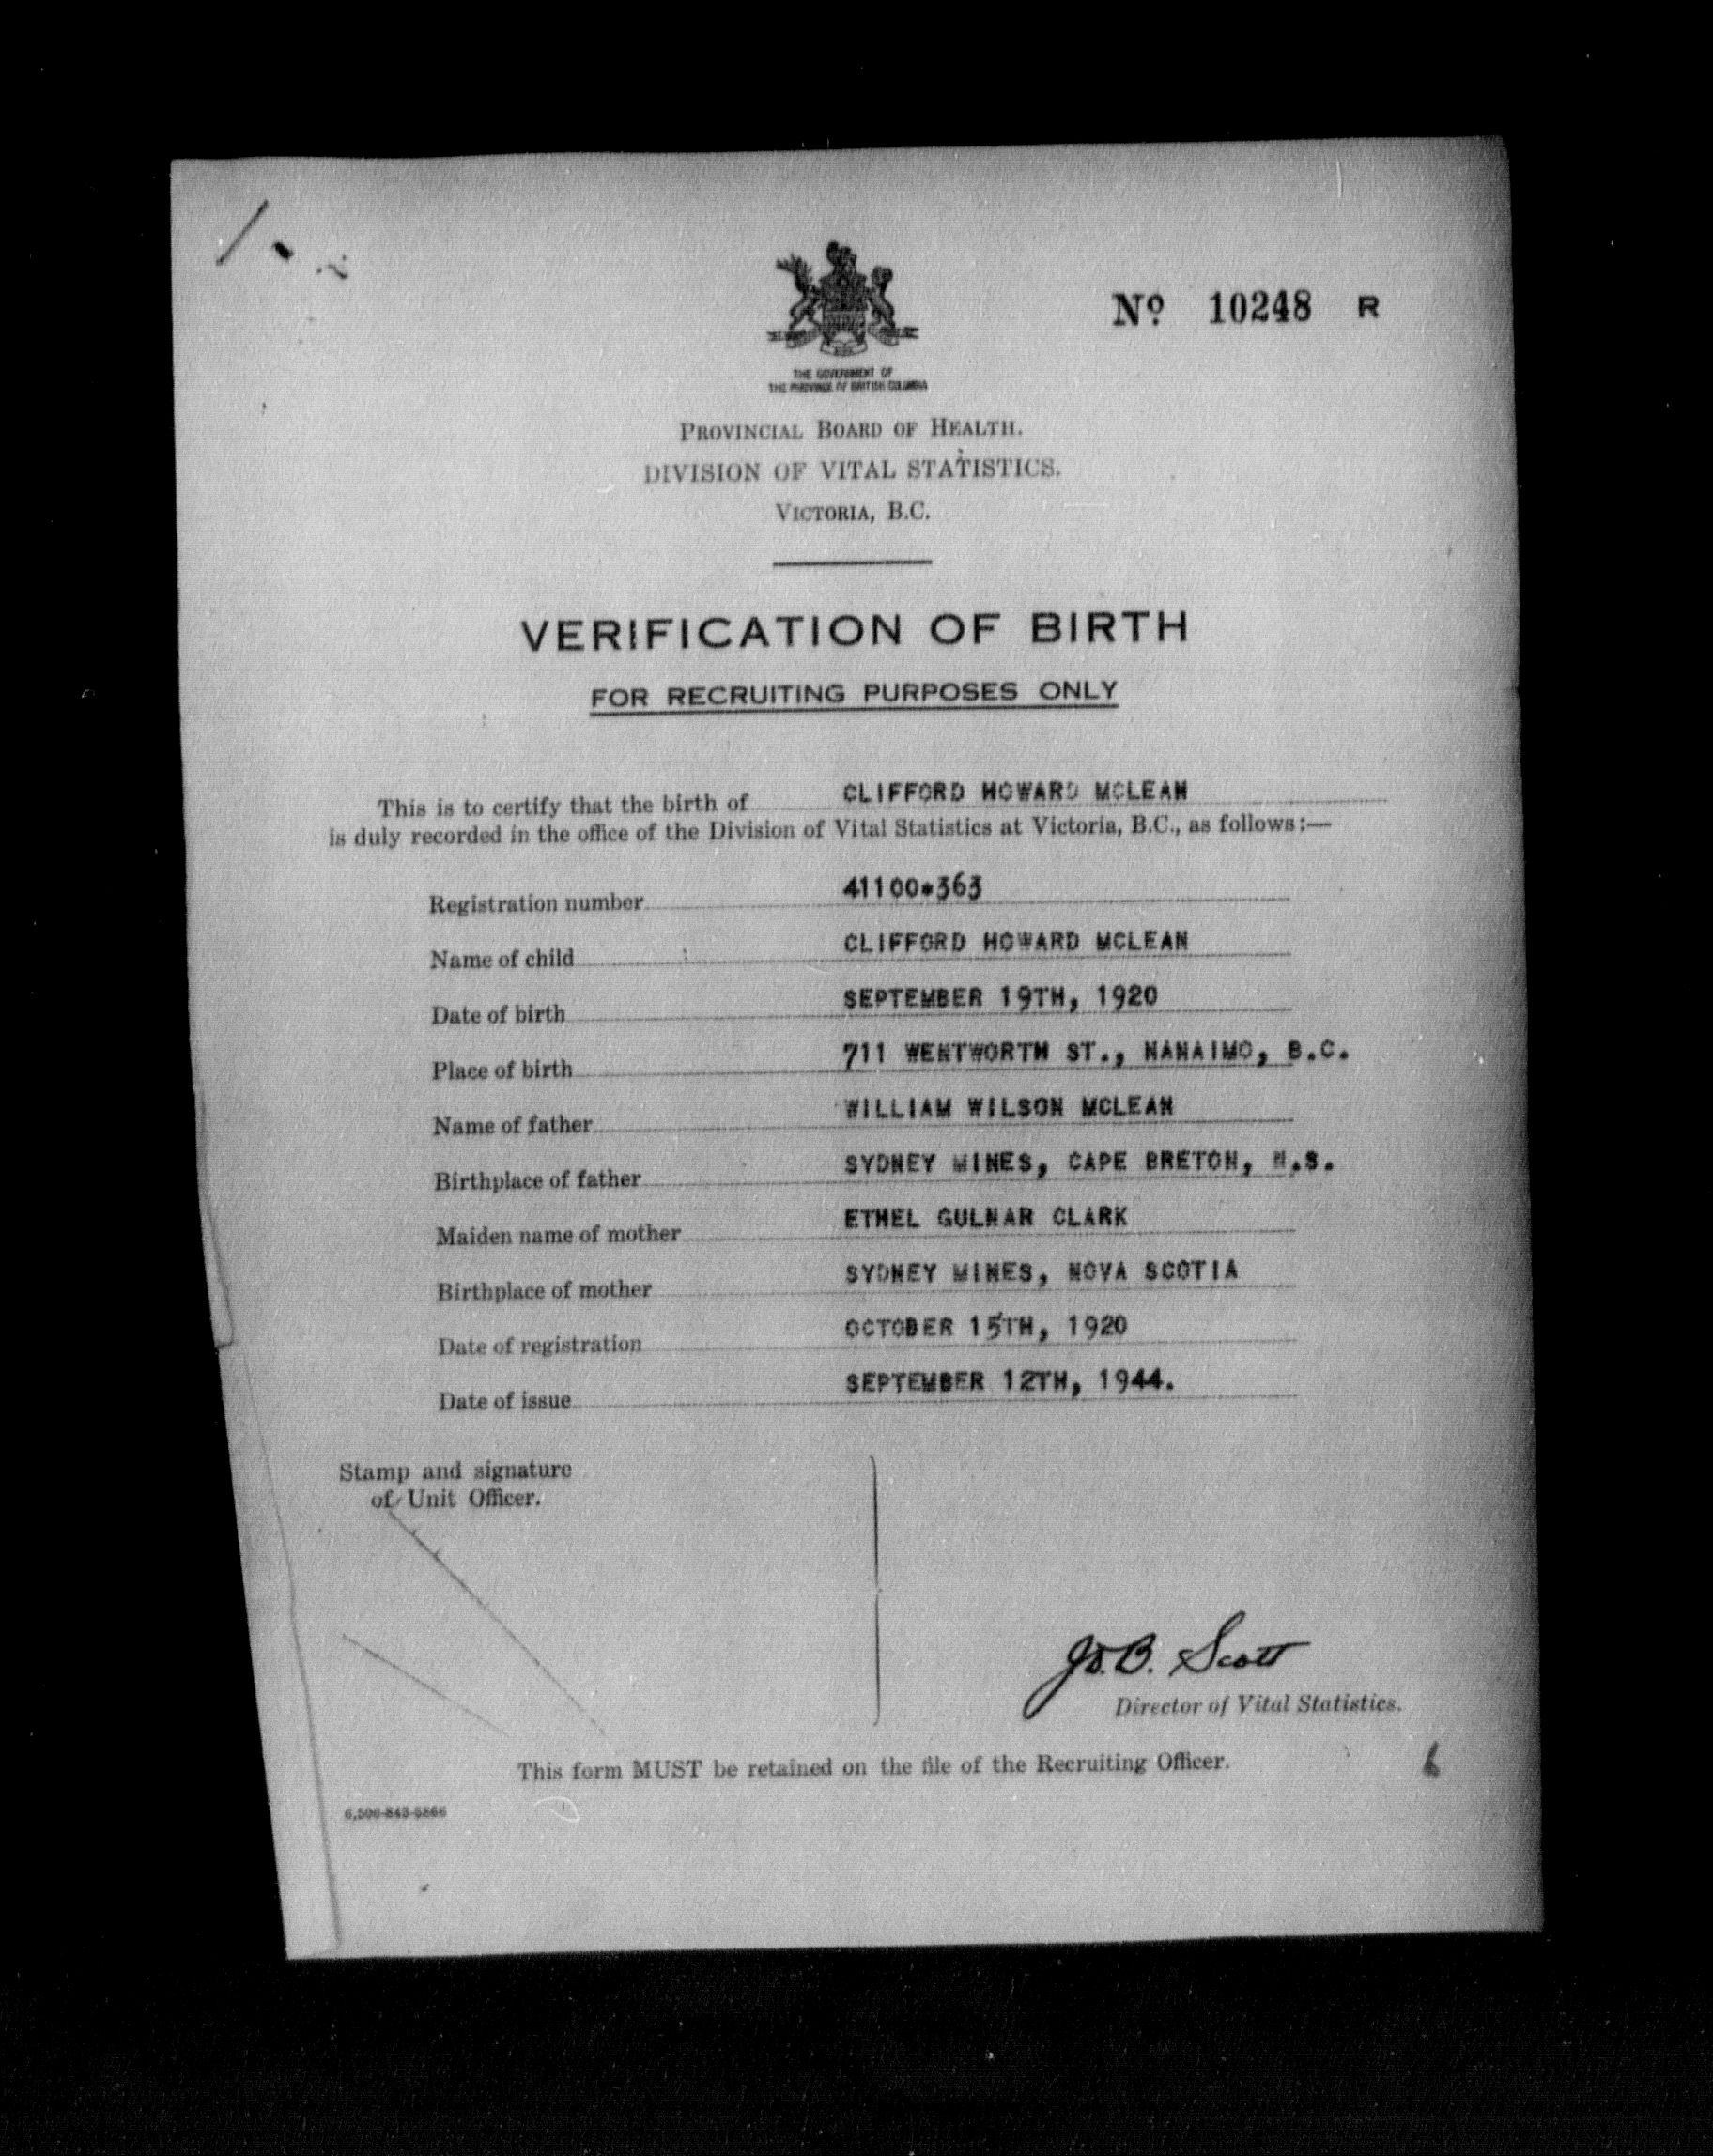 Nº 10248 R
THE GOVERNMENT OF
THE PROVINCE OF BRITISH COLUMBIA
PROVINCIAL BOARD OF HEALTH.
DIVISION OF VITAL STATISTICS.
VICTORIA, B.C.
VERIFICATION OF BIRTH
FOR RECRUITING PURPOSES ONLY
This is to certify that the birth of CLIFFORD HOWARD MCLEAN
is duly recorded in the office of the Division of Vital Statistics at Victoria, B.C., as follows:—
Registration number 41100*363
Name of child CLIFFORD HOWARD MCLEAN
Date of birth SEPTEMBER 19TH, 1920
Place of birth 711 WENTWORTH ST., NANAIMO, B.C.
Name of father WILLIAM WILSON MCLEAN
Birthplace of father SYDNEY MINES, CAPE BRETON, N.S.
Maiden name of mother ETHEL GULNAR CLARK
Birthplace of mother SYDNEY MINES, NOVA SCOTIA
Date of registration OCTOBER 15TH, 1920
Date of issue SEPTEMBER 12TH, 1944.
Stamp and signature
of Unit Officer.
B. Scott
Director of Vital Statistics.
This form MUST be retained on the file of the Recruiting Officer.
6